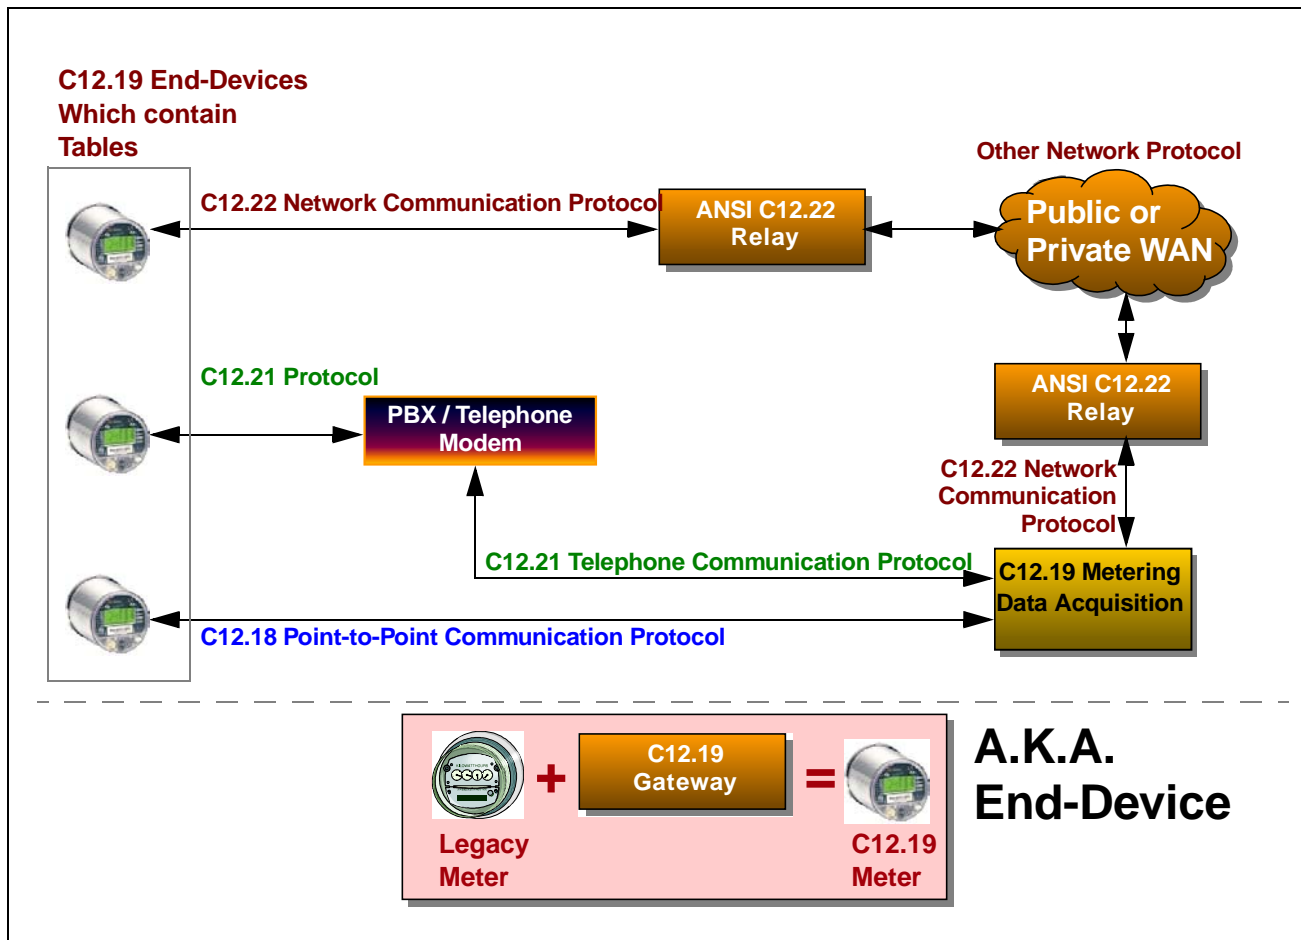 C12.19 End-Devices
Which contain
Tables
Other Network Protocol
C12.22 Network Communication Protocol
ANSI C12.22
Relay
Public or
Private WAN
C12.21 Protocol
PBX / Telephone
Modem
ANSI C12.22
Relay
C12.22 Network
Communication
Protocol
C12.21 Telephone Communication Protocol
C12.19 Metering
Data Acquisition
C12.18 Point-to-Point Communication Protocol
+
C12.19
Gateway
=
Legacy
Meter
C12.19
Meter
A.K.A.
End-Device